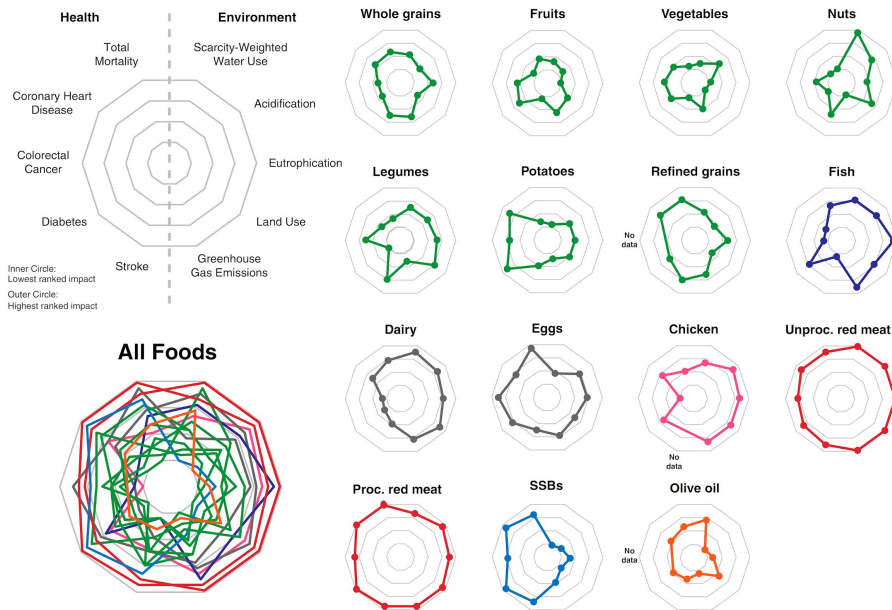 Health
Environment
Total
Mortality
Scarcity-Weighted
Water Use
Coronary Heart
Disease
Acidification
Colorectal
Cancer
Eutrophication
Diabetes
Land Use
Stroke
Greenhouse
Gas Emissions
Inner Circle:
Lowest ranked impact
Outer Circle:
Highest ranked impact
All Foods
Whole grains
Fruits
Vegetables
Nuts
Legumes
Potatoes
Refined grains
No
data
Fish
Dairy
Eggs
Chicken
No
data
Unproc. red meat
Proc. red meat
SSBs
Olive oil
No
data